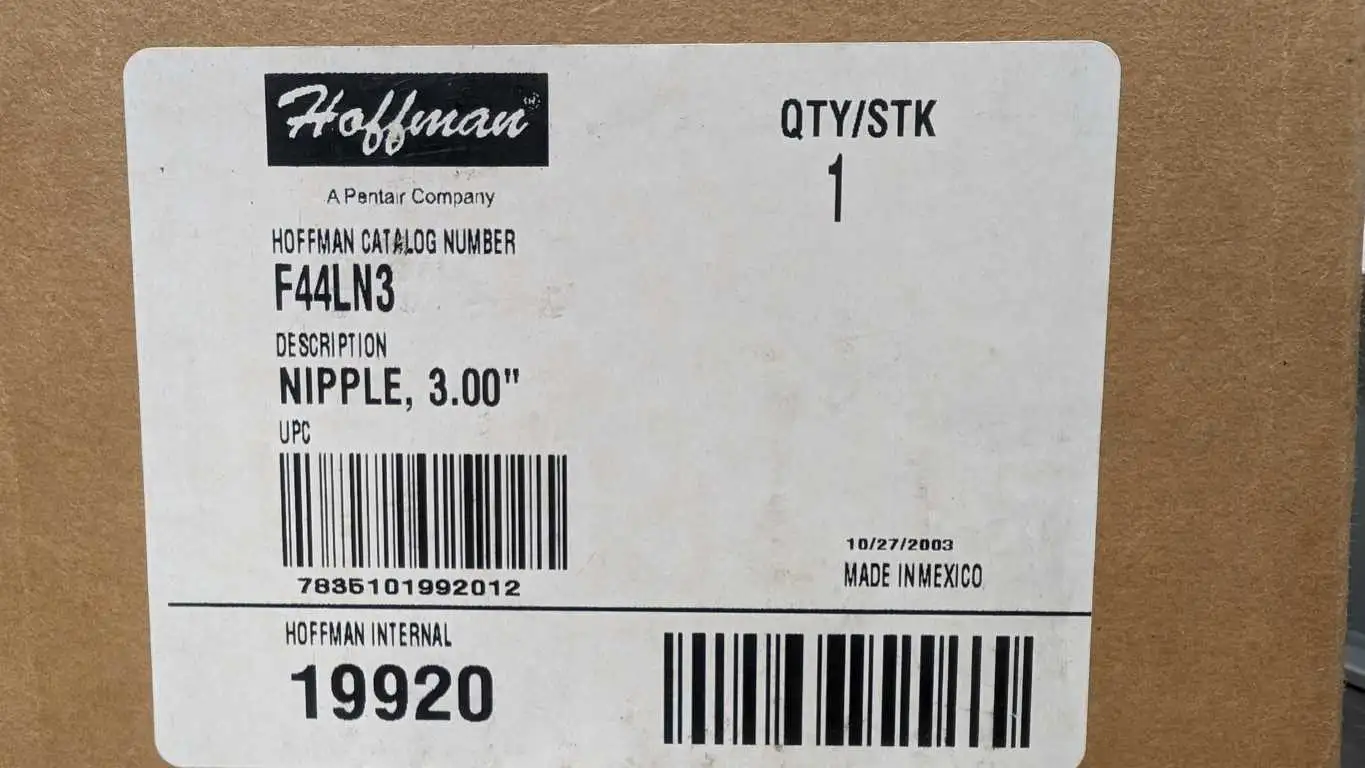 Hoffman®
A Pentair Company
HOFFMAN CATALOG NUMBER
F44LN3
DESCRIPTION
NIPPLE, 3.00"
UPC
7835101992012
QTY/STK
1
10/27/2003
MADE IN MEXICO
HOFFMAN INTERNAL
19920